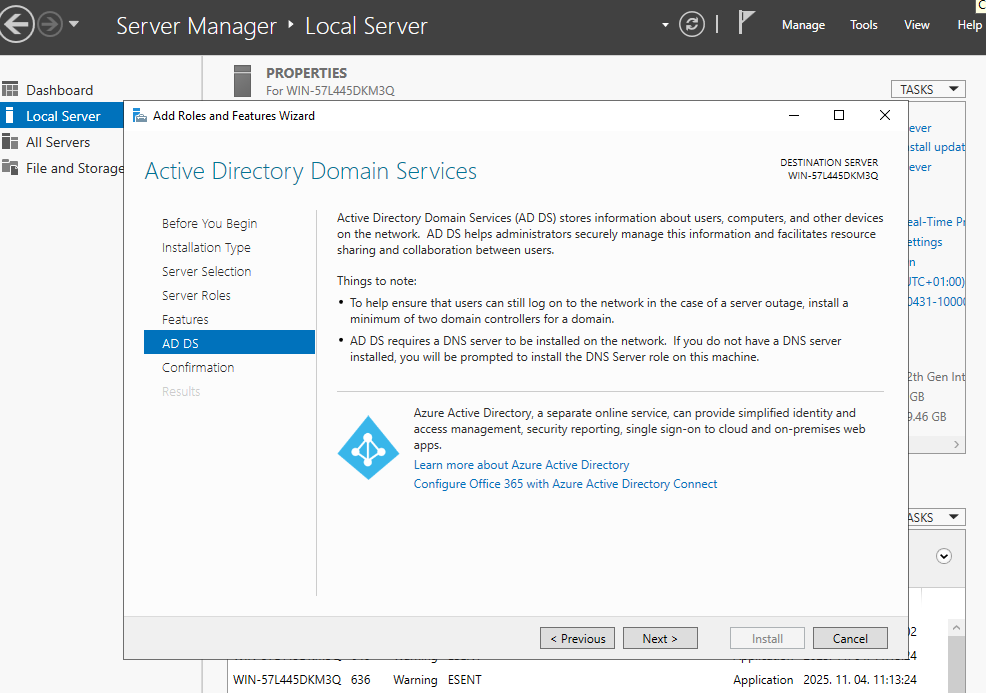 Server Manager ‣ Local Server
Manage Tools View Help
Dashboard
Local Server
All Servers
File and Storage
PROPERTIES
For WIN-57L445DKM3Q
TASKS
Add Roles and Features Wizard
Active Directory Domain Services
DESTINATION SERVER
WIN-57L445DKM3Q
Before You Begin
Installation Type
Server Selection
Server Roles
Features
AD DS
Confirmation
Results
Active Directory Domain Services (AD DS) stores information about users, computers, and other devices
on the network. AD DS helps administrators securely manage this information and facilitates resource
sharing and collaboration between users.
Things to note:
• To help ensure that users can still log on to the network in the case of a server outage, install a
minimum of two domain controllers for a domain.
• AD DS requires a DNS server to be installed on the network. If you do not have a DNS server
installed, you will be prompted to install the DNS Server role on this machine.
Azure Active Directory, a separate online service, can provide simplified identity and
access management, security reporting, single sign-on to cloud and on-premises web
apps.
Learn more about Azure Active Directory
Configure Office 365 with Azure Active Directory Connect
< Previous
Next >
Install
Cancel
ever
stall updat
ever
eal-Time Pr
ettings
n
UTC+01:00)
0431-1000
2th Gen Int
GB
9.46 GB
ASKS
02
24
WIN-57L445DKM3Q 636 Warning ESENT Application 2025. 11. 04. 11:13:24